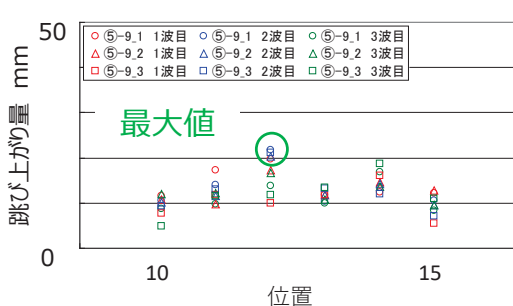 50
⑤-9_1 1波目 ⑤-9_1 2波目 ⑤-9_1 3波目
⑤-9_2 1波目 ⑤-9_2 2波目 ⑤-9_2 3波目
⑤-9_3 1波目 ⑤-9_3 2波目 ⑤-9_3 3波目
最大値
跳び上がり量 mm
0
10 15
位置